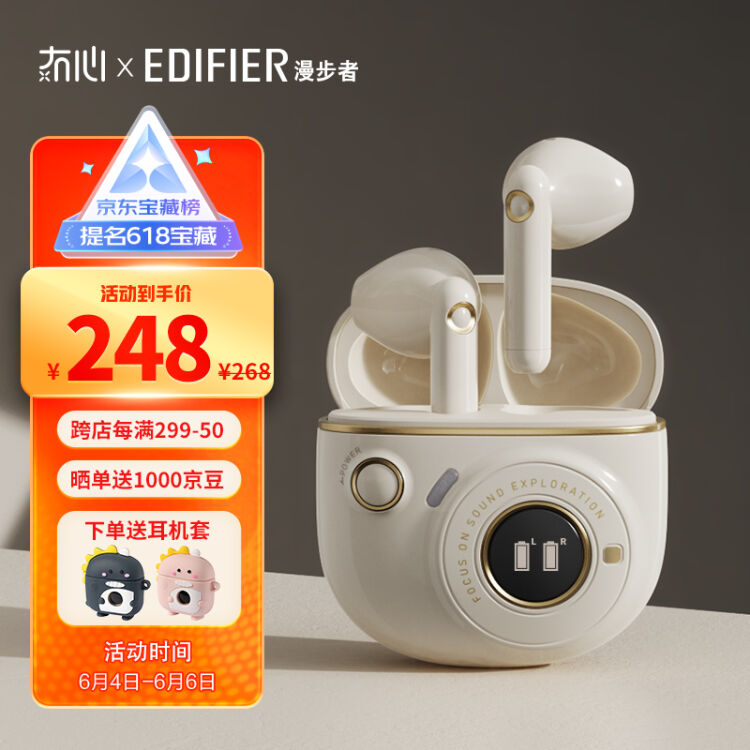 冇心 × EDIFIER 漫步者
京东宝藏榜
提名618宝藏
活动到手价
¥248 ¥268
跨店每满299-50
晒单送1000京豆
下单送耳机套
活动时间
6月4日-6月6日
POWER
FOCUS ON SOUND EXPLORATION
L R